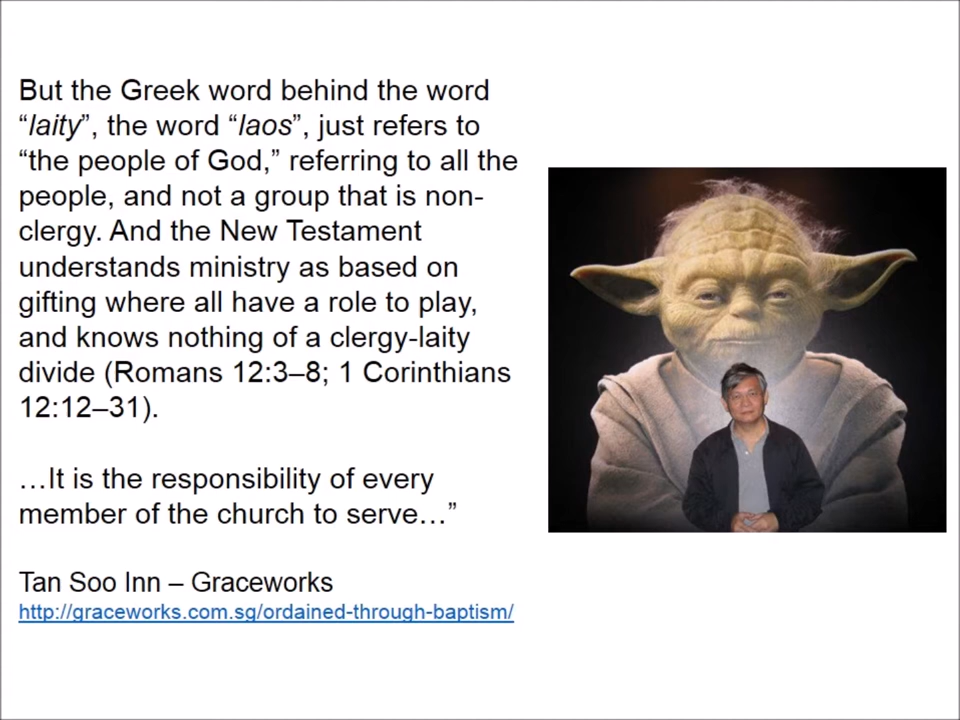 But the Greek word behind the word
“laity”, the word “laos”, just refers to
“the people of God,” referring to all the
people, and not a group that is non-
clergy. And the New Testament
understands ministry as based on
gifting where all have a role to play,
and knows nothing of a clergy-laity
divide (Romans 12:3–8; 1 Corinthians
12:12–31).
…It is the responsibility of every
member of the church to serve…”
Tan Soo Inn – Graceworks
http://graceworks.com.sg/ordained-through-baptism/